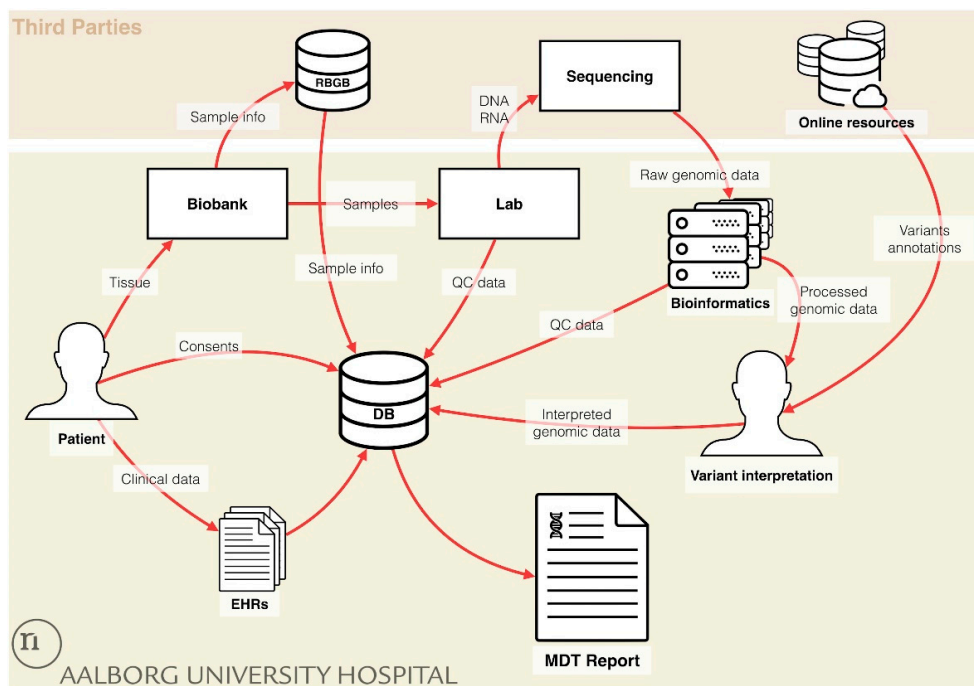 Third Parties
RBGB
Sequencing
Online resources
Sample info
DNA
RNA
Raw genomic data
Biobank
Samples
Lab
Variants
annotations
Tissue
Sample info
QC data
Bioinformatics
Processed
genomic data
QC data
Consents
DB
Interpreted
genomic data
Patient
Variant interpretation
Clinical data
EHRs
MDT Report
n
AALBORG UNIVERSITY HOSPITAL